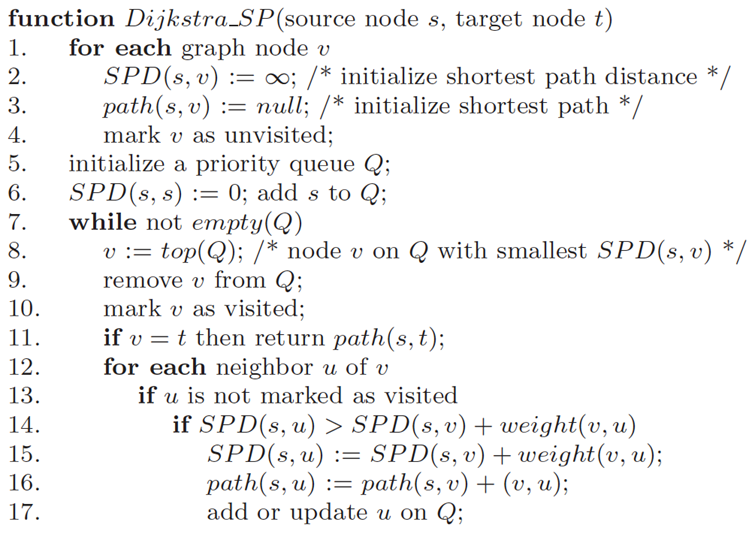 function Dijkstra_SP(source node s, target node t)
1. for each graph node v
2. SPD(s, v) := ∞; /* initialize shortest path distance */
3. path(s, v) := null; /* initialize shortest path */
4. mark v as unvisited;
5. initialize a priority queue Q;
6. SPD(s, s) := 0; add s to Q;
7. while not empty(Q)
8. v := top(Q); /* node v on Q with smallest SPD(s, v) */
9. remove v from Q;
10. mark v as visited;
11. if v = t then return path(s, t);
12. for each neighbor u of v
13. if u is not marked as visited
14. if SPD(s, u) > SPD(s, v) + weight(v, u)
15. SPD(s, u) := SPD(s, v) + weight(v, u);
16. path(s, u) := path(s, v) + (v, u);
17. add or update u on Q;